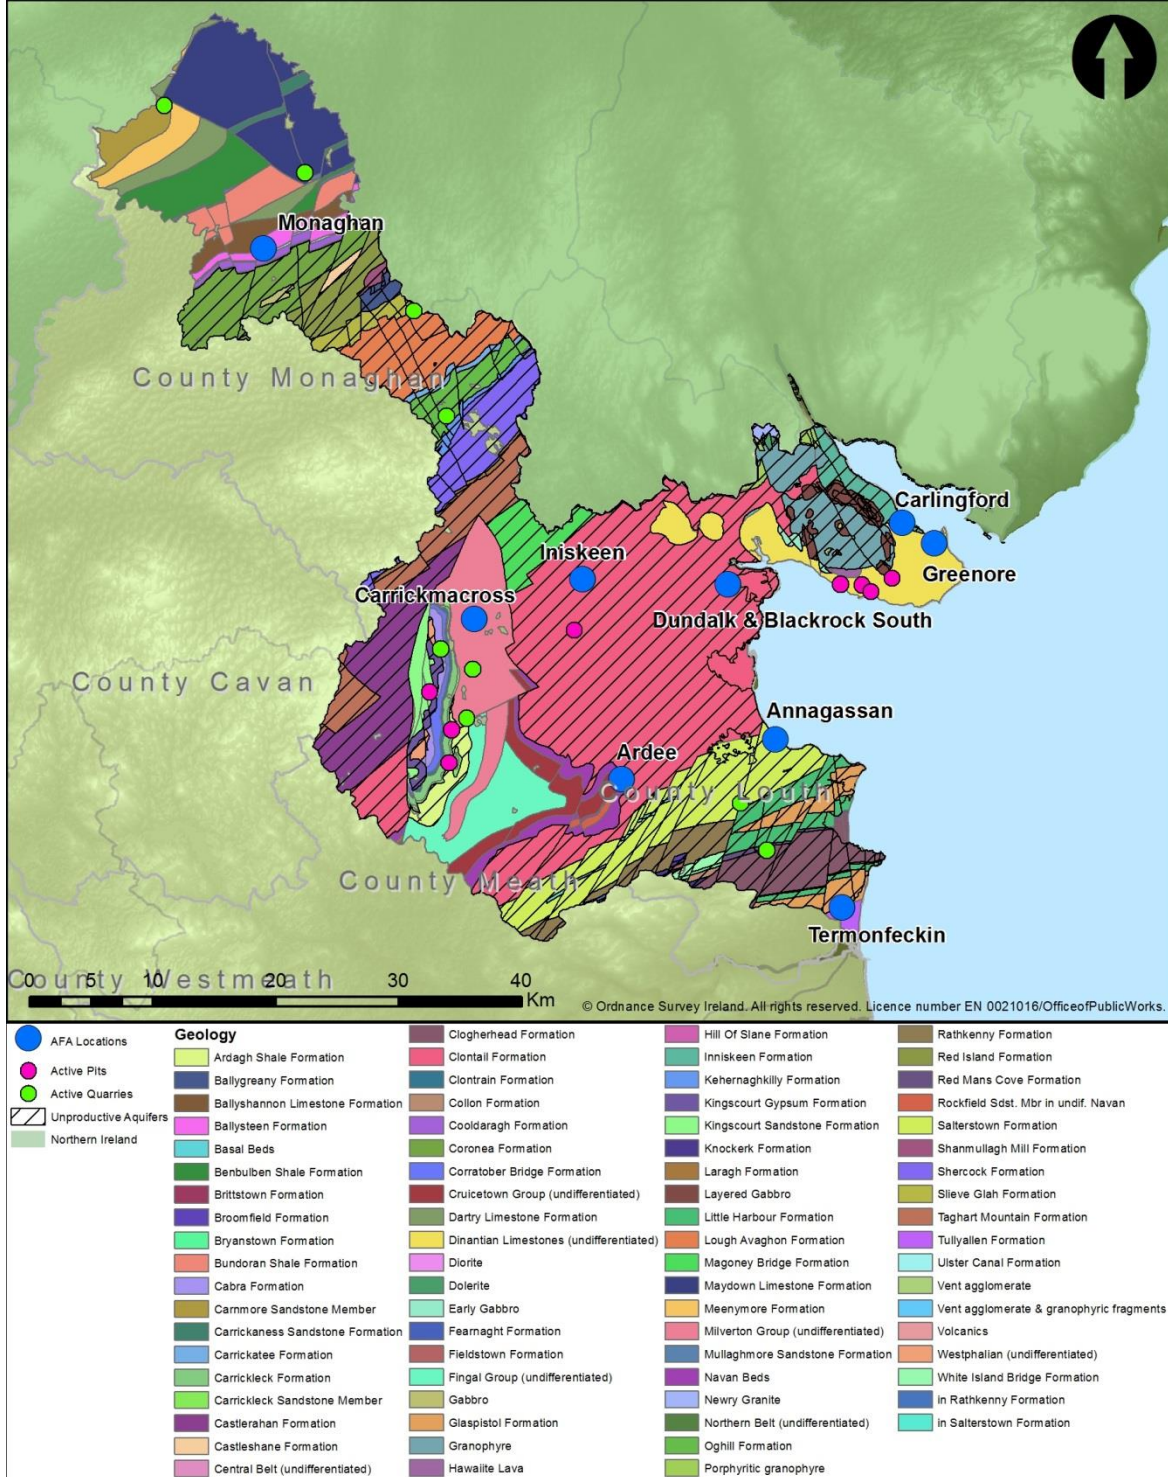 Monaghan
County Monaghan
Carlingford
Iniskeen
Greenore
Carrickmacross
Dundalk & Blackrock South
County Cavan
Annagassan
Ardee
County Louth
County Meath
Termonfeckin
County Westmeath
0 5 10 20 30 40
Km
© Ordnance Survey Ireland. All rights reserved. Licence number EN 0021016/OfficeofPublicWorks.
AFA Locations
Active Pits
Active Quarries
Unproductive Aquifers
Northern Ireland
Geology
Ardagh Shale Formation
Ballygreany Formation
Ballyshannon Limestone Formation
Ballysteen Formation
Basal Beds
Benbulben Shale Formation
Brittstown Formation
Broomfield Formation
Bryanstown Formation
Bundoran Shale Formation
Cabra Formation
Carnmore Sandstone Member
Carrickaness Sandstone Formation
Carrickatee Formation
Carrickleck Formation
Carrickleck Sandstone Member
Castlerahan Formation
Castleshane Formation
Central Belt (undifferentiated)
Clogherhead Formation
Clontail Formation
Clontrain Formation
Collon Formation
Cooldaragh Formation
Coronea Formation
Corratober Bridge Formation
Cruicetown Group (undifferentiated)
Dartry Limestone Formation
Dinantian Limestones (undifferentiated)
Diorite
Dolerite
Early Gabbro
Fearnaght Formation
Fieldstown Formation
Fingal Group (undifferentiated)
Gabbro
Glaspistol Formation
Granophyre
Hawaiite Lava
Hill Of Slane Formation
Inniskeen Formation
Kehernaghkilly Formation
Kingscourt Gypsum Formation
Kingscourt Sandstone Formation
Knockerk Formation
Laragh Formation
Layered Gabbro
Little Harbour Formation
Lough Avaghon Formation
Magoney Bridge Formation
Maydown Limestone Formation
Meenymore Formation
Milverton Group (undifferentiated)
Mullaghmore Sandstone Formation
Navan Beds
Newry Granite
Northern Belt (undifferentiated)
Oghill Formation
Porphyritic granophyre
Rathkenny Formation
Red Island Formation
Red Mans Cove Formation
Rockfield Sdst. Mbr in undif. Navan
Salterstown Formation
Shanmullagh Mill Formation
Shercock Formation
Slieve Glah Formation
Taghart Mountain Formation
Tullyallen Formation
Ulster Canal Formation
Vent agglomerate
Vent agglomerate & granophyric fragments
Volcanics
Westphalian (undifferentiated)
White Island Bridge Formation
in Rathkenny Formation
in Salterstown Formation